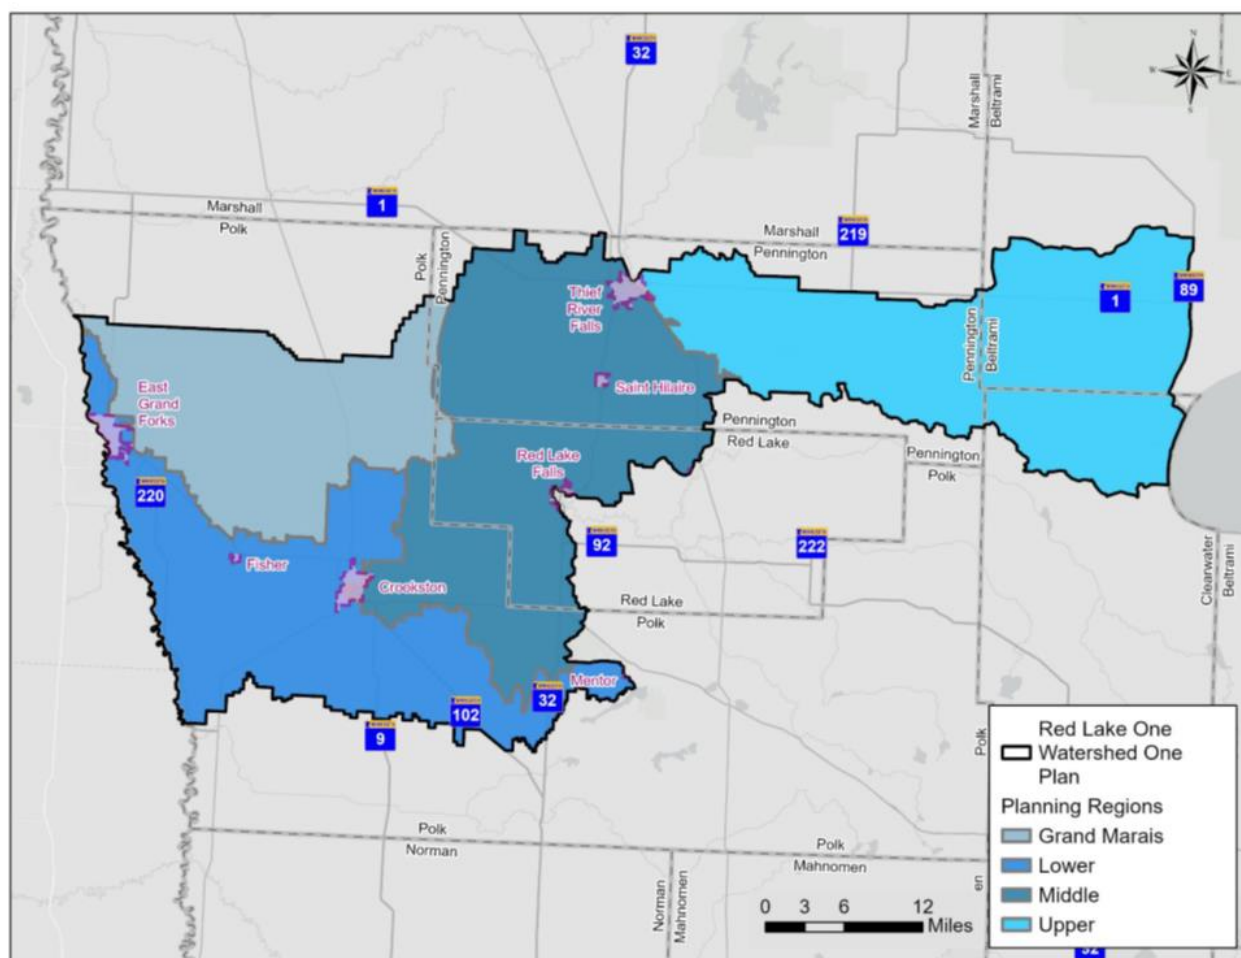 32
Marshall
Beltrami
1
Marshall
Polk
219
Marshall
Pennington
Polk
Pennington
1
89
Thief
River
Falls
Pennington
Beltrami
Saint Hilaire
East
Grand
Forks
Pennington
Red Lake
Red Lake
Falls
Pennington
Polk
220
92
222
Fisher
Crookston
Red Lake
Polk
Clearwater
Beltrami
Mentor
32
102
9
Polk
Polk
Norman
Polk
Mahnomen
Norman
Mahnomen
en
0 3 6 12
Miles
Red Lake One
Watershed One
Plan
Planning Regions
Grand Marais
Lower
Middle
Upper
N
W
E